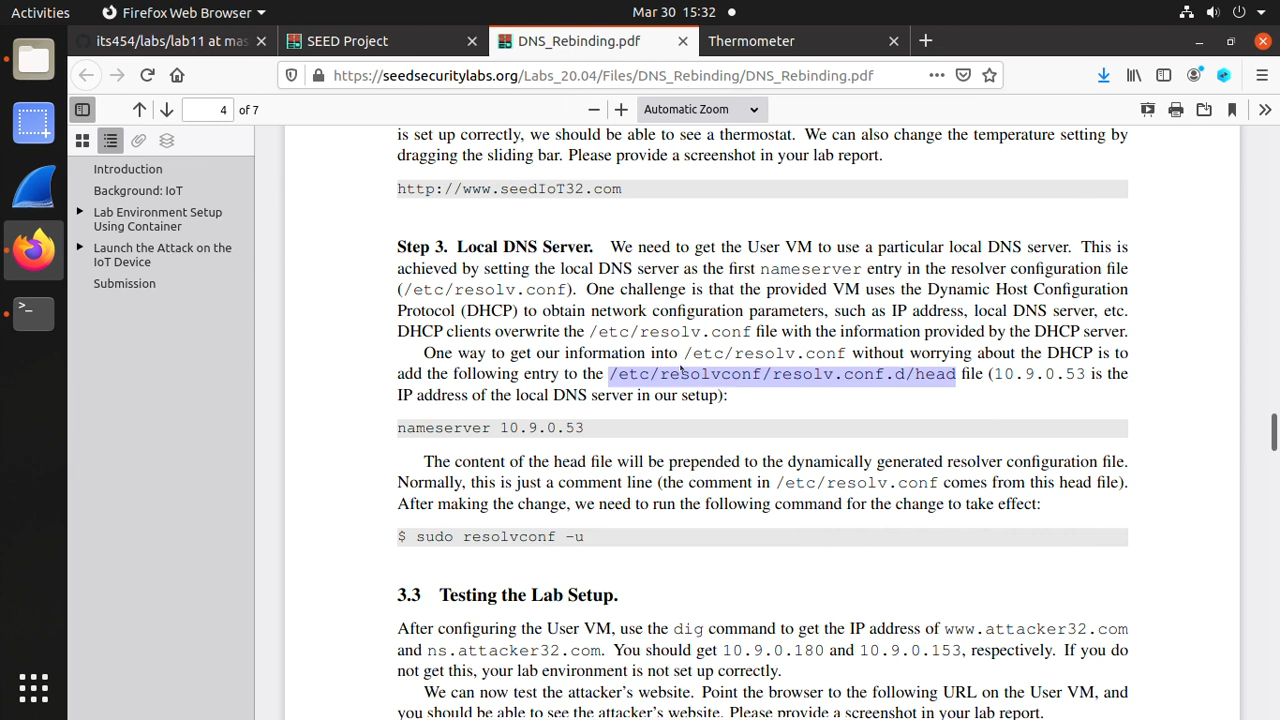 Activities
Firefox Web Browser
Mar 30 15:32
its454/labs/lab11 at mas
SEED Project
DNS_Rebinding.pdf
Thermometer
https://seedsecuritylabs.org/Labs_20.04/Files/DNS_Rebinding/DNS_Rebinding.pdf
4 of 7
Automatic Zoom
Introduction
Background: IoT
Lab Environment Setup
Using Container
Launch the Attack on the
IoT Device
Submission
is set up correctly, we should be able to see a thermostat. We can also change the temperature setting by
dragging the sliding bar. Please provide a screenshot in your lab report.
http://www.seedIoT32.com
Step 3. Local DNS Server. We need to get the User VM to use a particular local DNS server. This is
achieved by setting the local DNS server as the first nameserver entry in the resolver configuration file
(/etc/resolv.conf). One challenge is that the provided VM uses the Dynamic Host Configuration
Protocol (DHCP) to obtain network configuration parameters, such as IP address, local DNS server, etc.
DHCP clients overwrite the /etc/resolv.conf file with the information provided by the DHCP server.
One way to get our information into /etc/resolv.conf without worrying about the DHCP is to
add the following entry to the /etc/resolvconf/resolv.conf.d/head file (10.9.0.53 is the
IP address of the local DNS server in our setup):
nameserver 10.9.0.53
The content of the head file will be prepended to the dynamically generated resolver configuration file.
Normally, this is just a comment line (the comment in /etc/resolv.conf comes from this head file).
After making the change, we need to run the following command for the change to take effect:
$ sudo resolvconf -u
3.3 Testing the Lab Setup.
After configuring the User VM, use the dig command to get the IP address of www.attacker32.com
and ns.attacker32.com. You should get 10.9.0.180 and 10.9.0.153, respectively. If you do
not get this, your lab environment is not set up correctly.
We can now test the attacker's website. Point the browser to the following URL on the User VM, and
you should be able to see the attacker's website. Please provide a screenshot in your lab report.